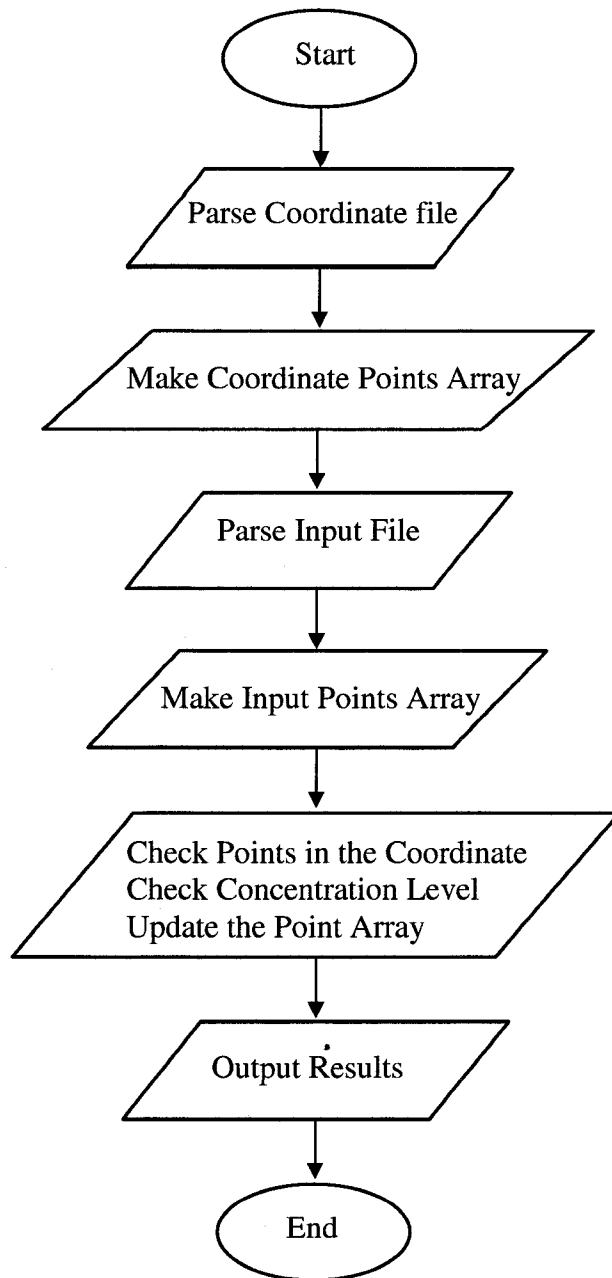 Start
Parse Coordinate file
Make Coordinate Points Array
Parse Input File
Make Input Points Array
Check Points in the Coordinate
Check Concentration Level
Update the Point Array
Output Results
End